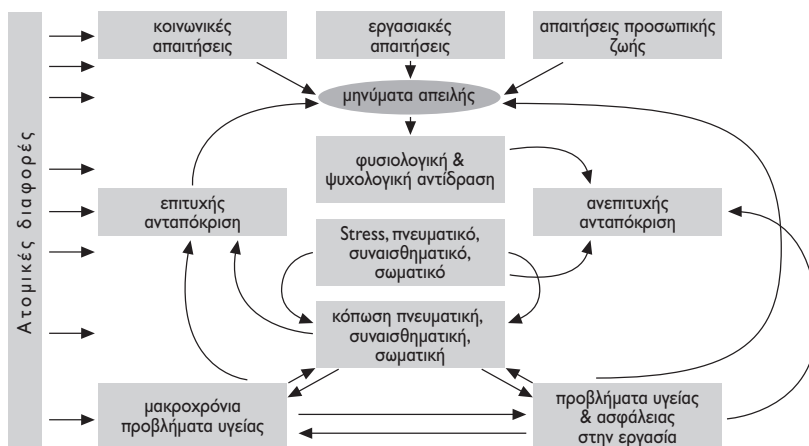 κοινωνικές
απαιτήσεις
εργασιακές
απαιτήσεις
απαιτήσεις προσωπικής
ζωής
μηνύματα απειλής
φυσιολογική &
ψυχολογική αντίδραση
επιτυχής
ανταπόκριση
ανεπιτυχής
ανταπόκριση
Stress, πνευματικό,
συναισθηματικό,
σωματικό
κόπωση πνευματική,
συναισθηματική,
σωματική
μακροχρόνια
προβλήματα υγείας
προβλήματα υγείας
& ασφάλειας
στην εργασία
Ατομικές διαφορές